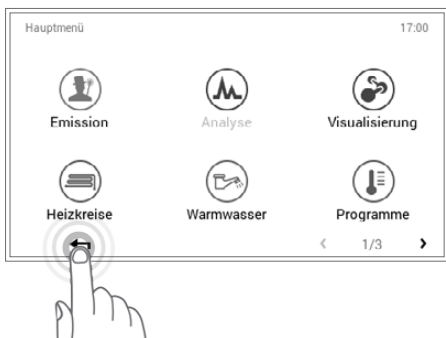 Hauptmenü 17:00
Emission Analyse Visualisierung
Heizkreise Warmwasser Programme
1/3